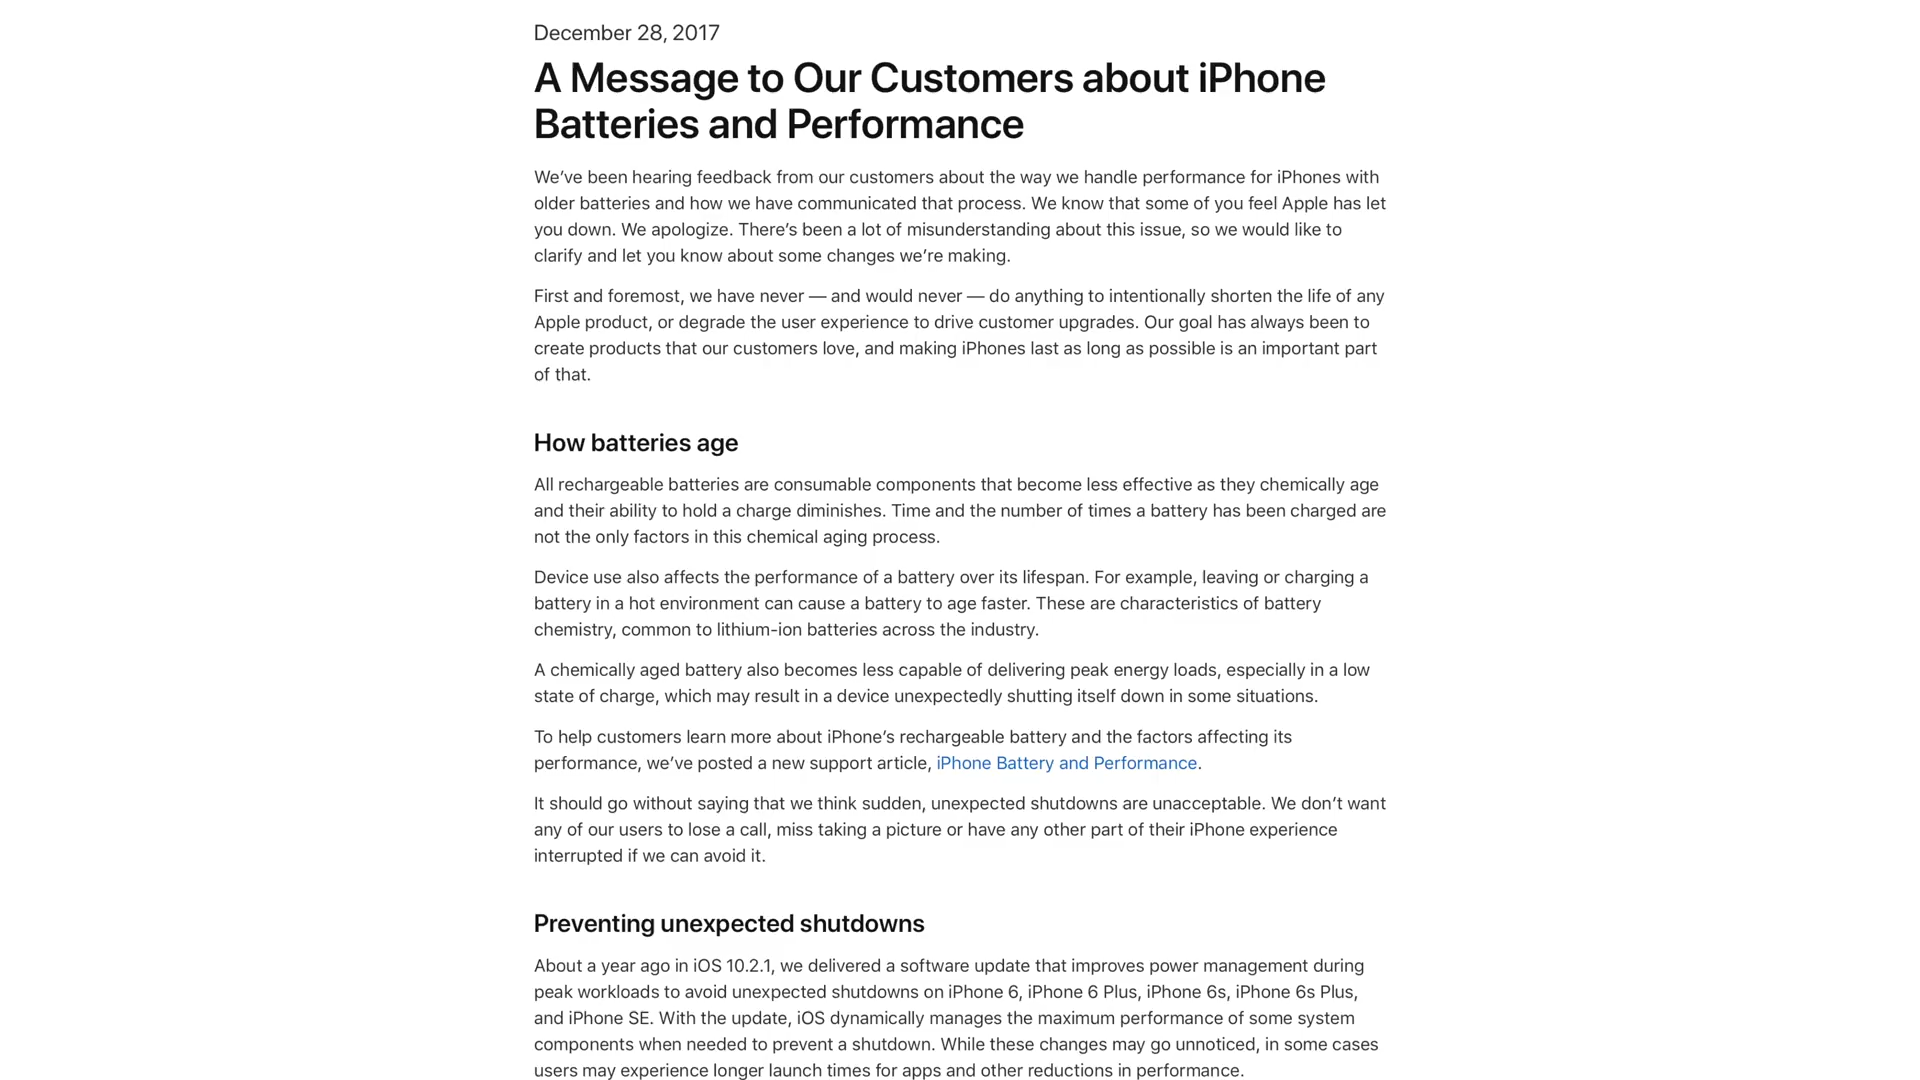 December 28, 2017
A Message to Our Customers about iPhone
Batteries and Performance
We’ve been hearing feedback from our customers about the way we handle performance for iPhones with
older batteries and how we have communicated that process. We know that some of you feel Apple has let
you down. We apologize. There’s been a lot of misunderstanding about this issue, so we would like to
clarify and let you know about some changes we’re making.
First and foremost, we have never — and would never — do anything to intentionally shorten the life of any
Apple product, or degrade the user experience to drive customer upgrades. Our goal has always been to
create products that our customers love, and making iPhones last as long as possible is an important part
of that.
How batteries age
All rechargeable batteries are consumable components that become less effective as they chemically age
and their ability to hold a charge diminishes. Time and the number of times a battery has been charged are
not the only factors in this chemical aging process.
Device use also affects the performance of a battery over its lifespan. For example, leaving or charging a
battery in a hot environment can cause a battery to age faster. These are characteristics of battery
chemistry, common to lithium-ion batteries across the industry.
A chemically aged battery also becomes less capable of delivering peak energy loads, especially in a low
state of charge, which may result in a device unexpectedly shutting itself down in some situations.
To help customers learn more about iPhone’s rechargeable battery and the factors affecting its
performance, we’ve posted a new support article, iPhone Battery and Performance.
It should go without saying that we think sudden, unexpected shutdowns are unacceptable. We don’t want
any of our users to lose a call, miss taking a picture or have any other part of their iPhone experience
interrupted if we can avoid it.
Preventing unexpected shutdowns
About a year ago in iOS 10.2.1, we delivered a software update that improves power management during
peak workloads to avoid unexpected shutdowns on iPhone 6, iPhone 6 Plus, iPhone 6s, iPhone 6s Plus,
and iPhone SE. With the update, iOS dynamically manages the maximum performance of some system
components when needed to prevent a shutdown. While these changes may go unnoticed, in some cases
users may experience longer launch times for apps and other reductions in performance.